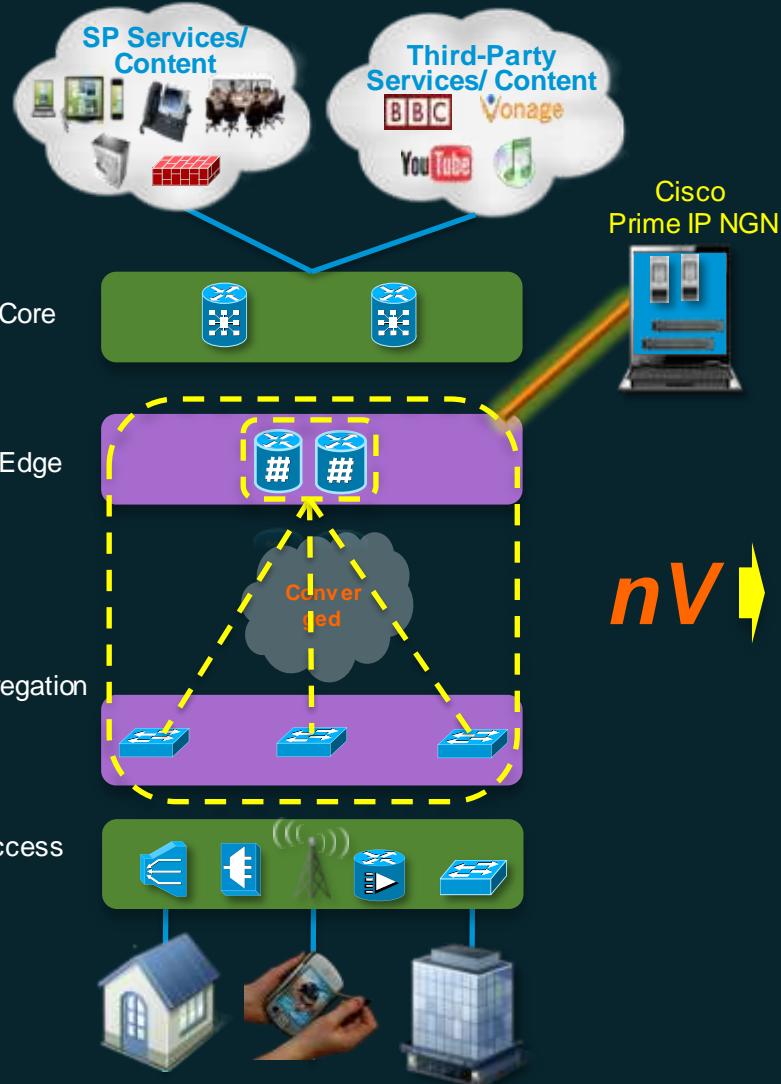 SP Services/
Content
Third-Party
Services/ Content
BBC
Vonage
YouTube
Cisco
Prime IP NGN
Core
Edge
#
#
Conver
ged
nV
regation
ccess